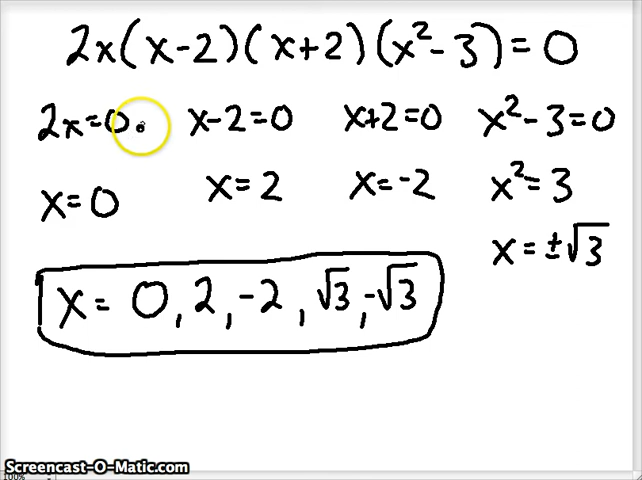 2x(x-2)(x+2)(x²-3)=0
2x=0. x-2=0 x+2=0 x²-3=0
x=0 x=2 x=-2 x²=3
x=±√3
x= 0, 2, -2, √3, -√3
Screencast-O-Matic.com
100%